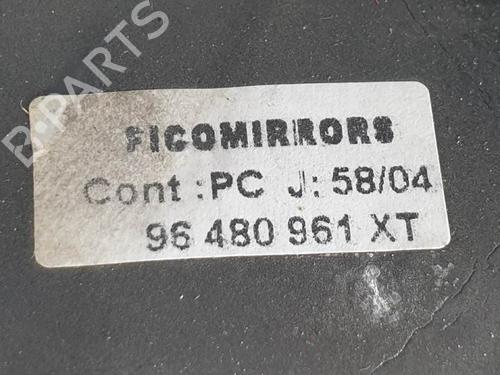 FICOMIRRORS
Cont :PC J: 58/04
96 480 961 XT
B-PARTS